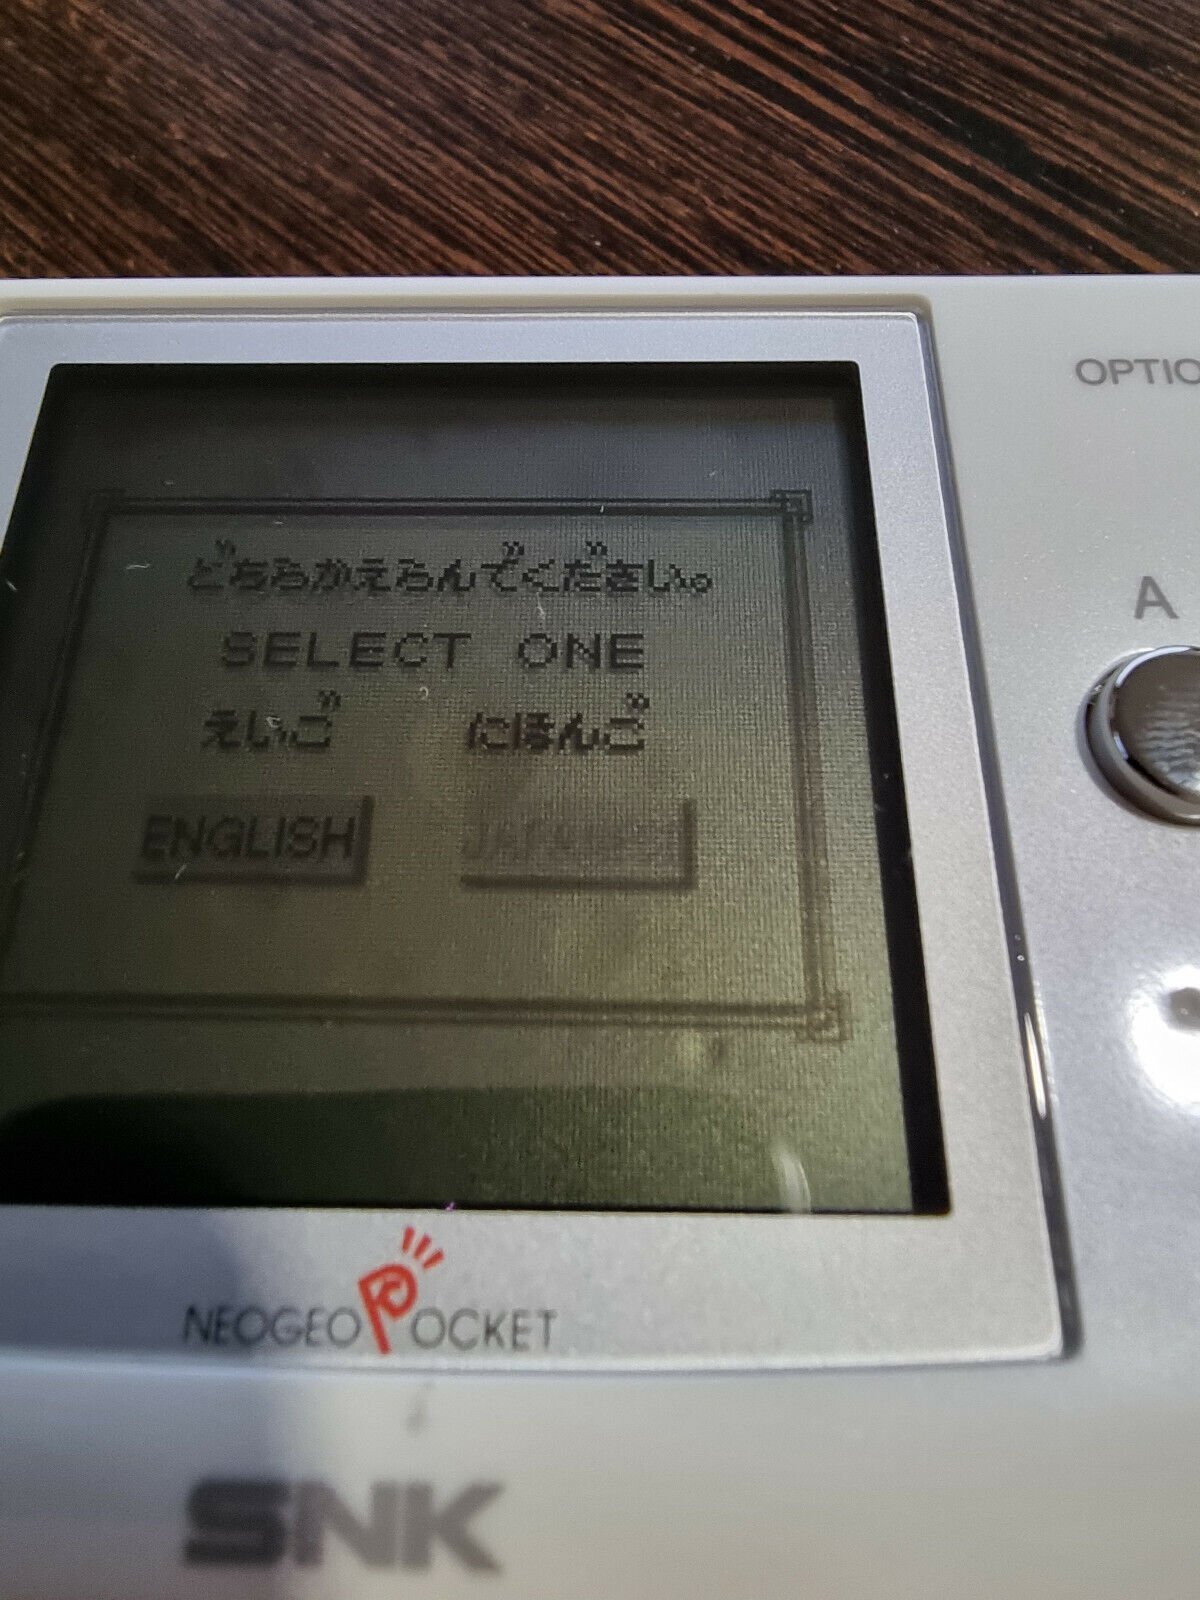 OPTIO
どちらかえらんでください。
SELECT ONE
えいご にほんご
ENGLISH JAPANESE
A
NEOGEO POCKET
SNK